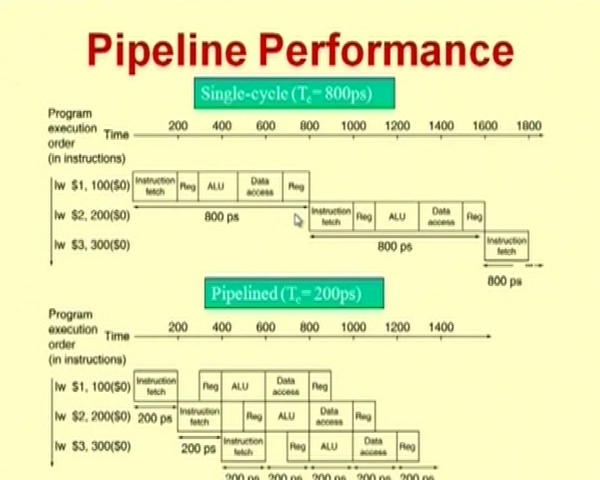 Pipeline Performance
Single-cycle (Tc= 800ps)
Program
execution
order
(in instructions)
Time
200 400 600 800 1000 1200 1400 1600 1800
lw $1, 100($0) Instruction fetch Reg ALU Data access Reg
lw $2, 200($0) 800 ps Instruction fetch Reg ALU Data access Reg
lw $3, 300($0) 800 ps Instruction fetch
800 ps
Pipelined (Tc= 200ps)
Program
execution
order
(in instructions)
Time
200 400 600 800 1000 1200 1400
lw $1, 100($0) Instruction fetch Reg ALU Data access Reg
lw $2, 200($0) 200 ps Instruction fetch Reg ALU Data access Reg
lw $3, 300($0) 200 ps Instruction fetch Reg ALU Data access Reg
200 ps 200 ps 200 ps 200 ps 200 ps